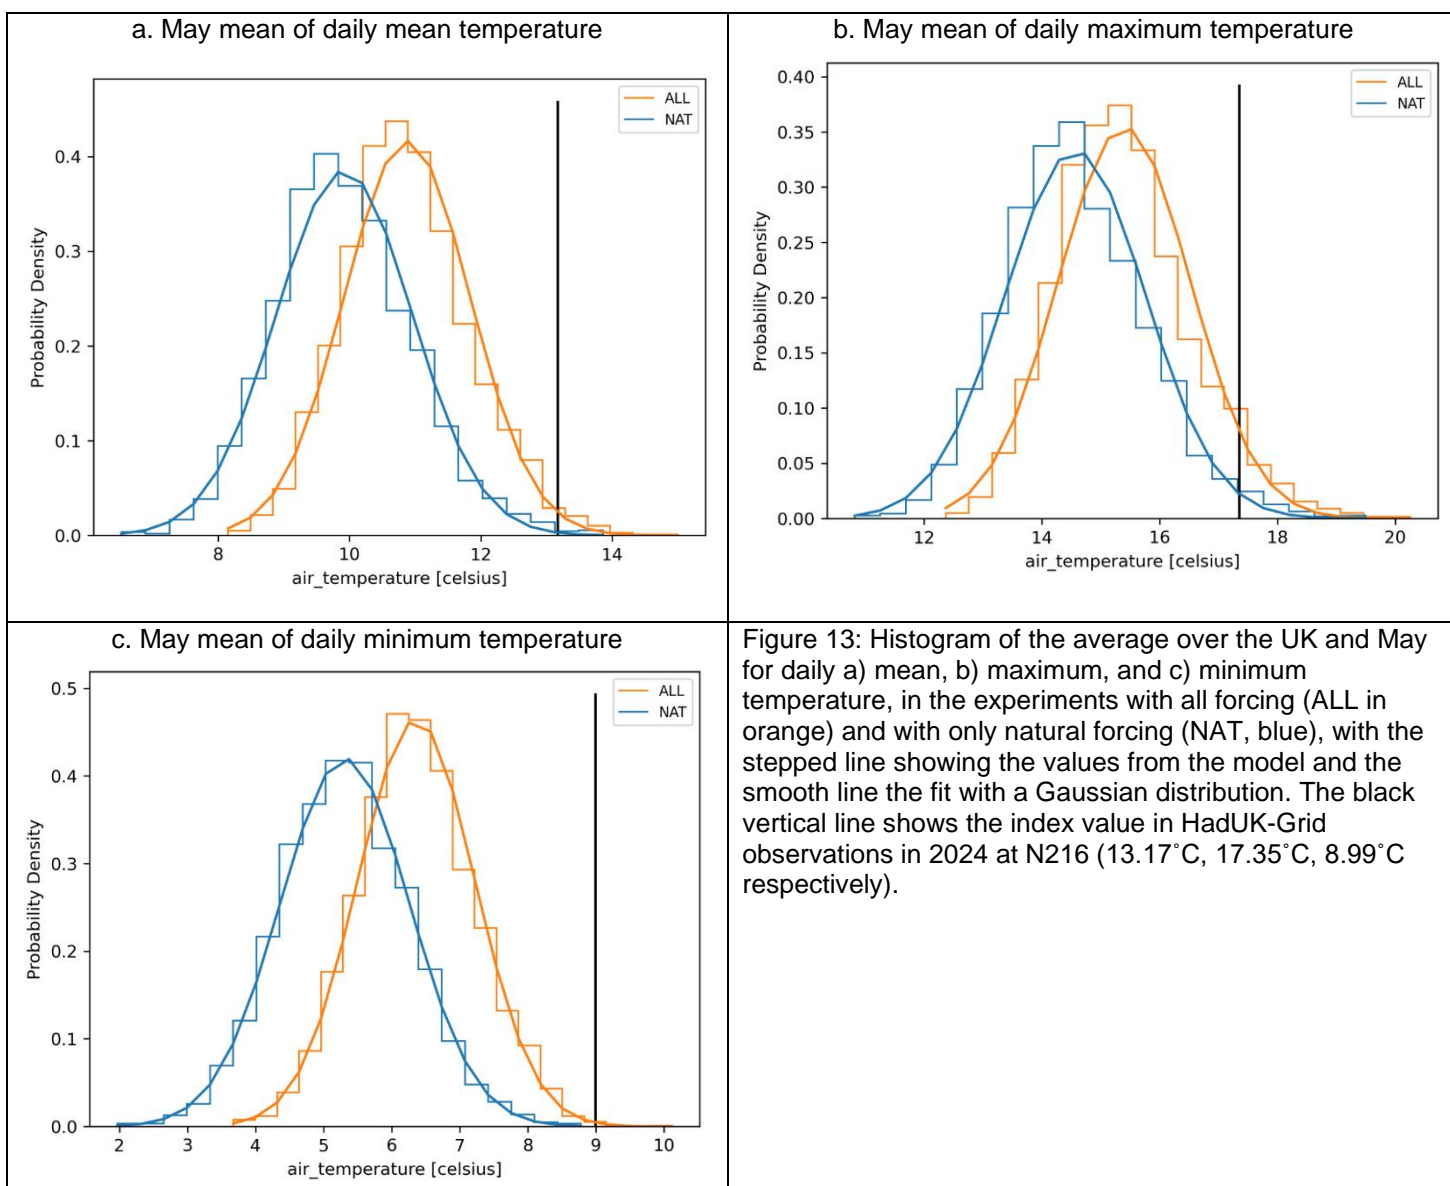 a. May mean of daily mean temperature
ALL
NAT
0.4
0.3
0.2
0.1
0.0
Probability Density
8 10 12 14
air_temperature [celsius]
b. May mean of daily maximum temperature
ALL
NAT
0.40
0.35
0.30
0.25
0.20
0.15
0.10
0.05
0.00
Probability Density
12 14 16 18 20
air_temperature [celsius]
c. May mean of daily minimum temperature
ALL
NAT
0.5
0.4
0.3
0.2
0.1
0.0
Probability Density
2 3 4 5 6 7 8 9 10
air_temperature [celsius]
Figure 13: Histogram of the average over the UK and May
for daily a) mean, b) maximum, and c) minimum
temperature, in the experiments with all forcing (ALL in
orange) and with only natural forcing (NAT, blue), with the
stepped line showing the values from the model and the
smooth line the fit with a Gaussian distribution. The black
vertical line shows the index value in HadUK-Grid
observations in 2024 at N216 (13.17˚C, 17.35˚C, 8.99˚C
respectively).